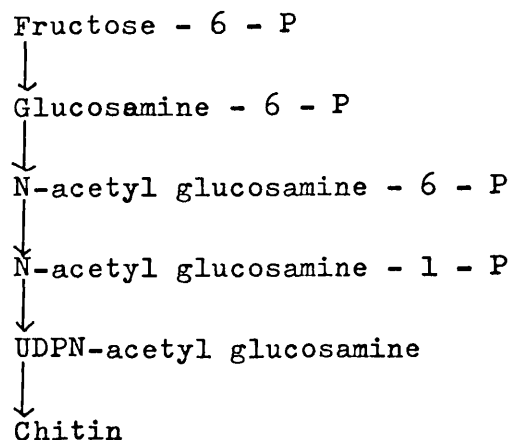 Fructose - 6 - P
Glucosamine - 6 - P
N-acetyl glucosamine - 6 - P
N-acetyl glucosamine - 1 - P
UDPN-acetyl glucosamine
Chitin